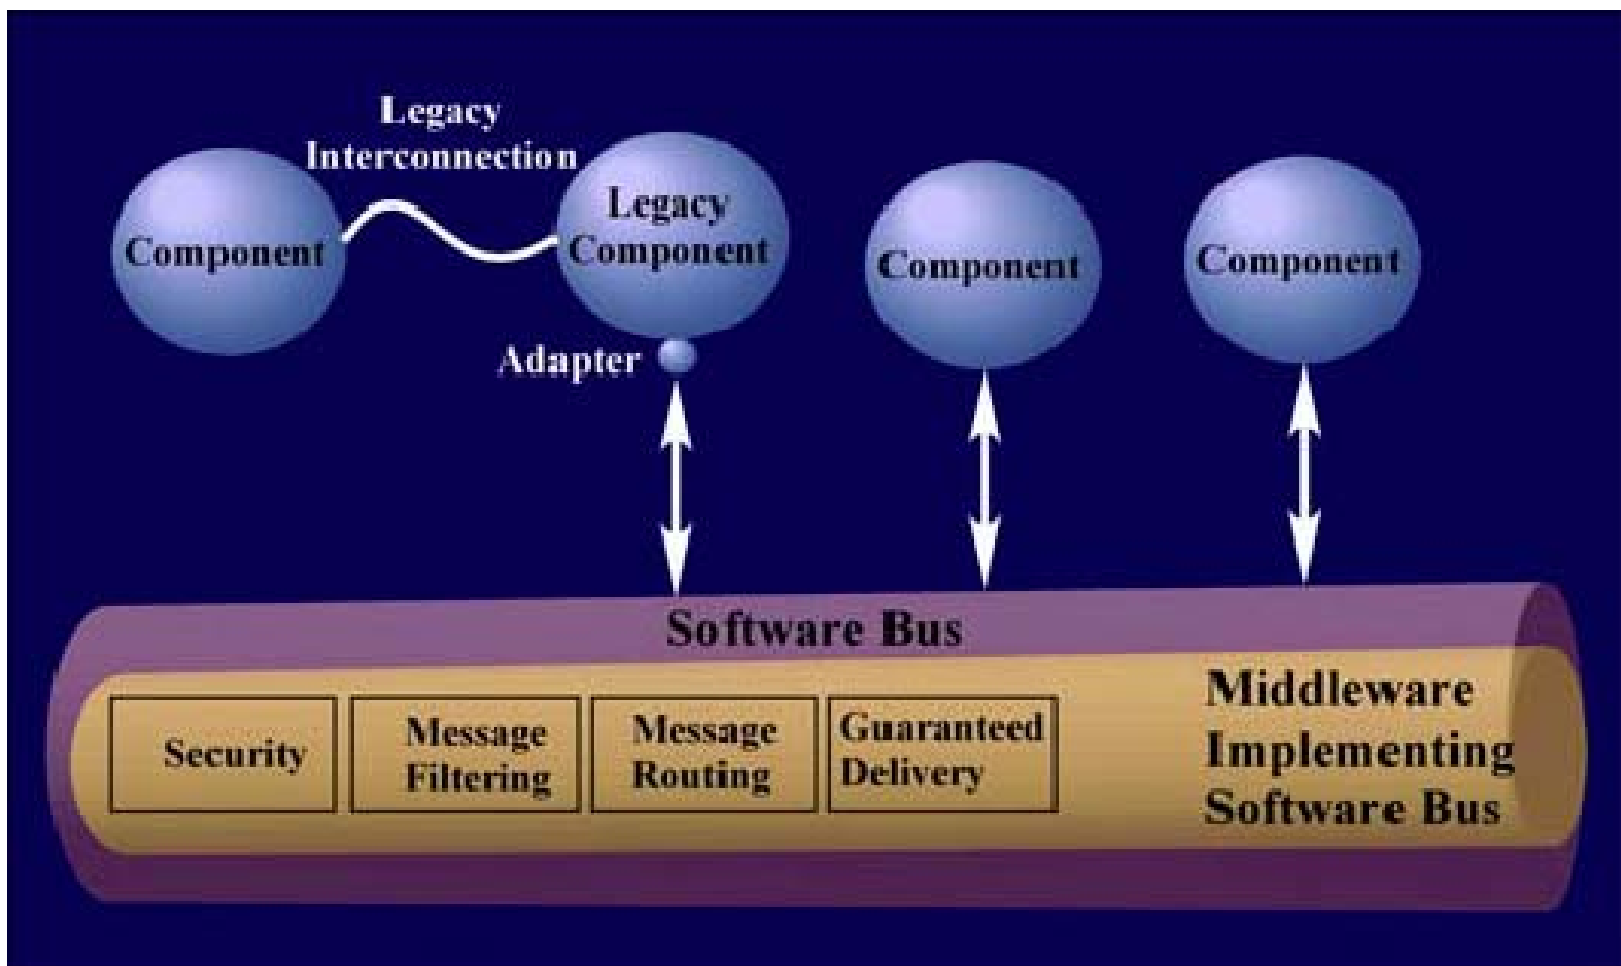 Legacy
Interconnection
Component
Legacy
Component
Component
Component
Adapter
Software Bus
Security
Message
Filtering
Message
Routing
Guaranteed
Delivery
Middleware
Implementing
Software Bus